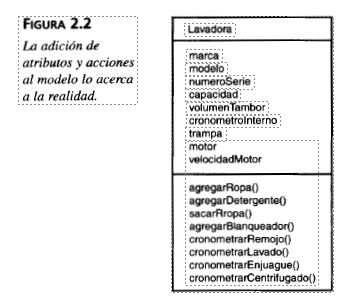 FIGURA 2.2
La adición de
atributos y acciones
al modelo lo acerca
a la realidad.
Lavadora
marca
modelo
numeroSerie
capacidad
volumenTambor
cronometroInterno
trampa
motor
velocidadMotor
agregarRopa()
agregarDetergente()
sacarRropa()
agregarBlanqueador()
cronometrarRemojo()
cronometrarLavado()
cronometrarEnjuague()
cronometrarCentrifugado()